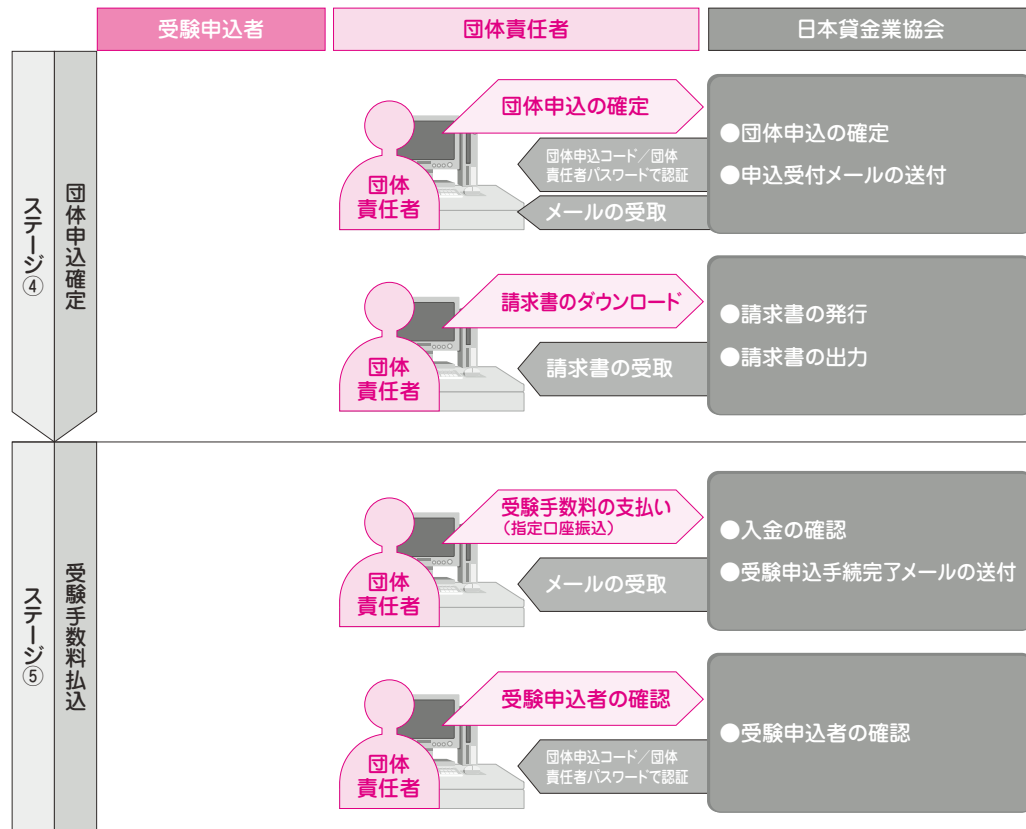 受験申込者
団体責任者
日本貸金業協会
ステージ④
団体申込確定
団体
責任者
団体申込の確定
団体申込コード／団体
責任者パスワードで認証
メールの受取
●団体申込の確定
●申込受付メールの送付
団体
責任者
請求書のダウンロード
請求書の受取
●請求書の発行
●請求書の出力
ステージ⑤
受験手数料払込
団体
責任者
受験手数料の支払い
（指定口座振込）
メールの受取
●入金の確認
●受験申込手続完了メールの送付
団体
責任者
受験申込者の確認
団体申込コード／団体
責任者パスワードで認証
●受験申込者の確認